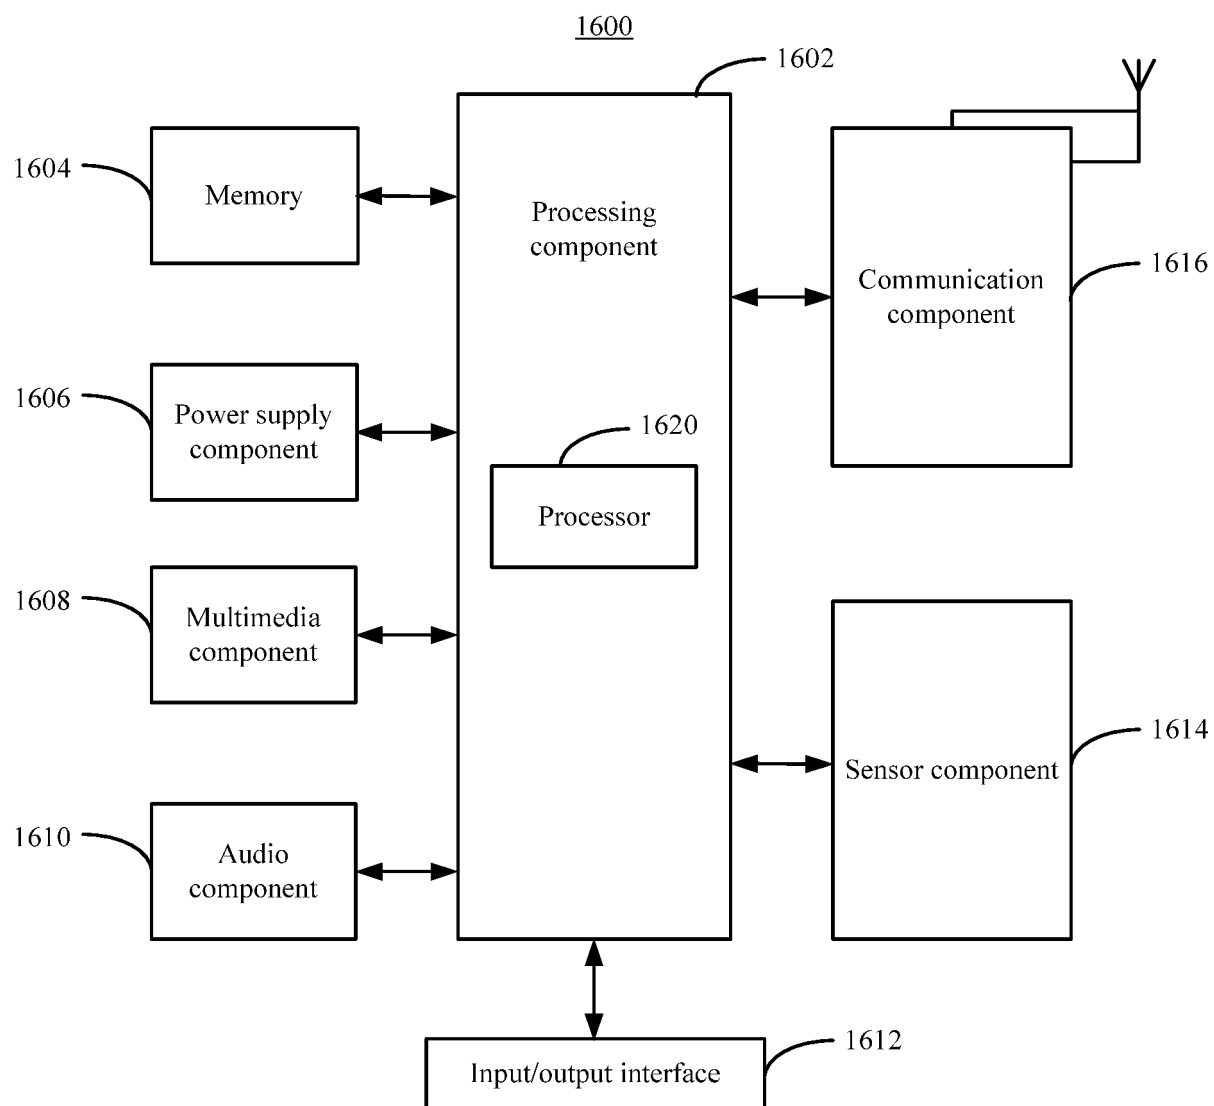 1600
1602
1604
Memory
Processing
component
Communication
component
1616
1606
Power supply
component
1620
Processor
1608
Multimedia
component
1614
Sensor component
1610
Audio
component
1612
Input/output interface